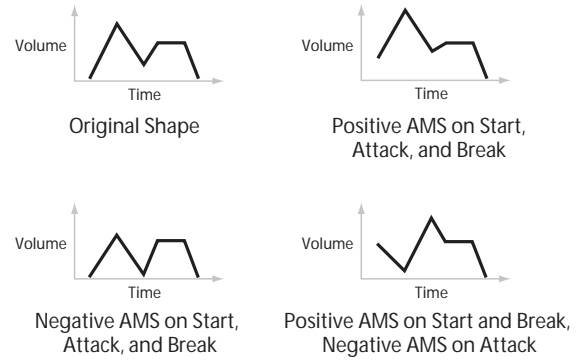 Volume
Time
Original Shape
Volume
Time
Positive AMS on Start,
Attack, and Break
Volume
Time
Negative AMS on Start,
Attack, and Break
Volume
Time
Positive AMS on Start and Break,
Negative AMS on Attack